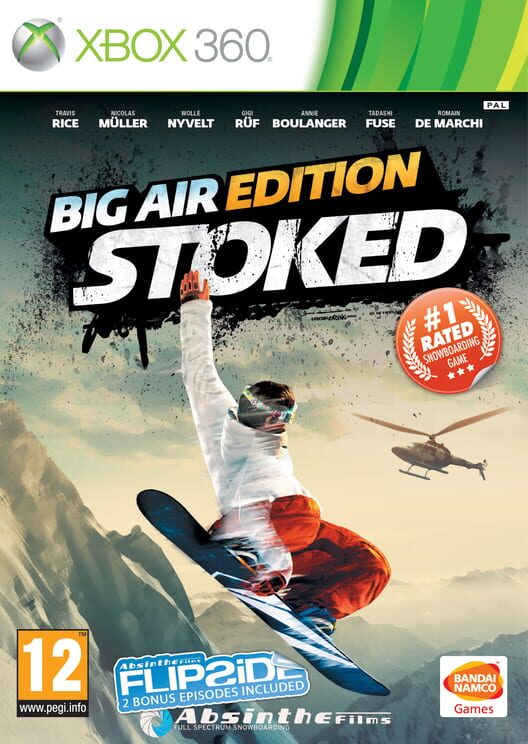 XBOX 360
PAL
TRAVIS RICE
NICOLAS MÜLLER
WOLLE NYVELT
GIGI RÜF
ANNIE BOULANGER
TADASHI FUSE
ROMAIN DE MARCHI
BIG AIR EDITION
STOKED
#1
RATED
SNOWBOARDING
GAME
12
TM
www.pegi.info
Absinthe Films
FLIPSIDE
2 BONUS EPISODES INCLUDED
Absinthe Films
FULL SPECTRUM SNOWBOARDING
BANDAI
NAMCO
Games